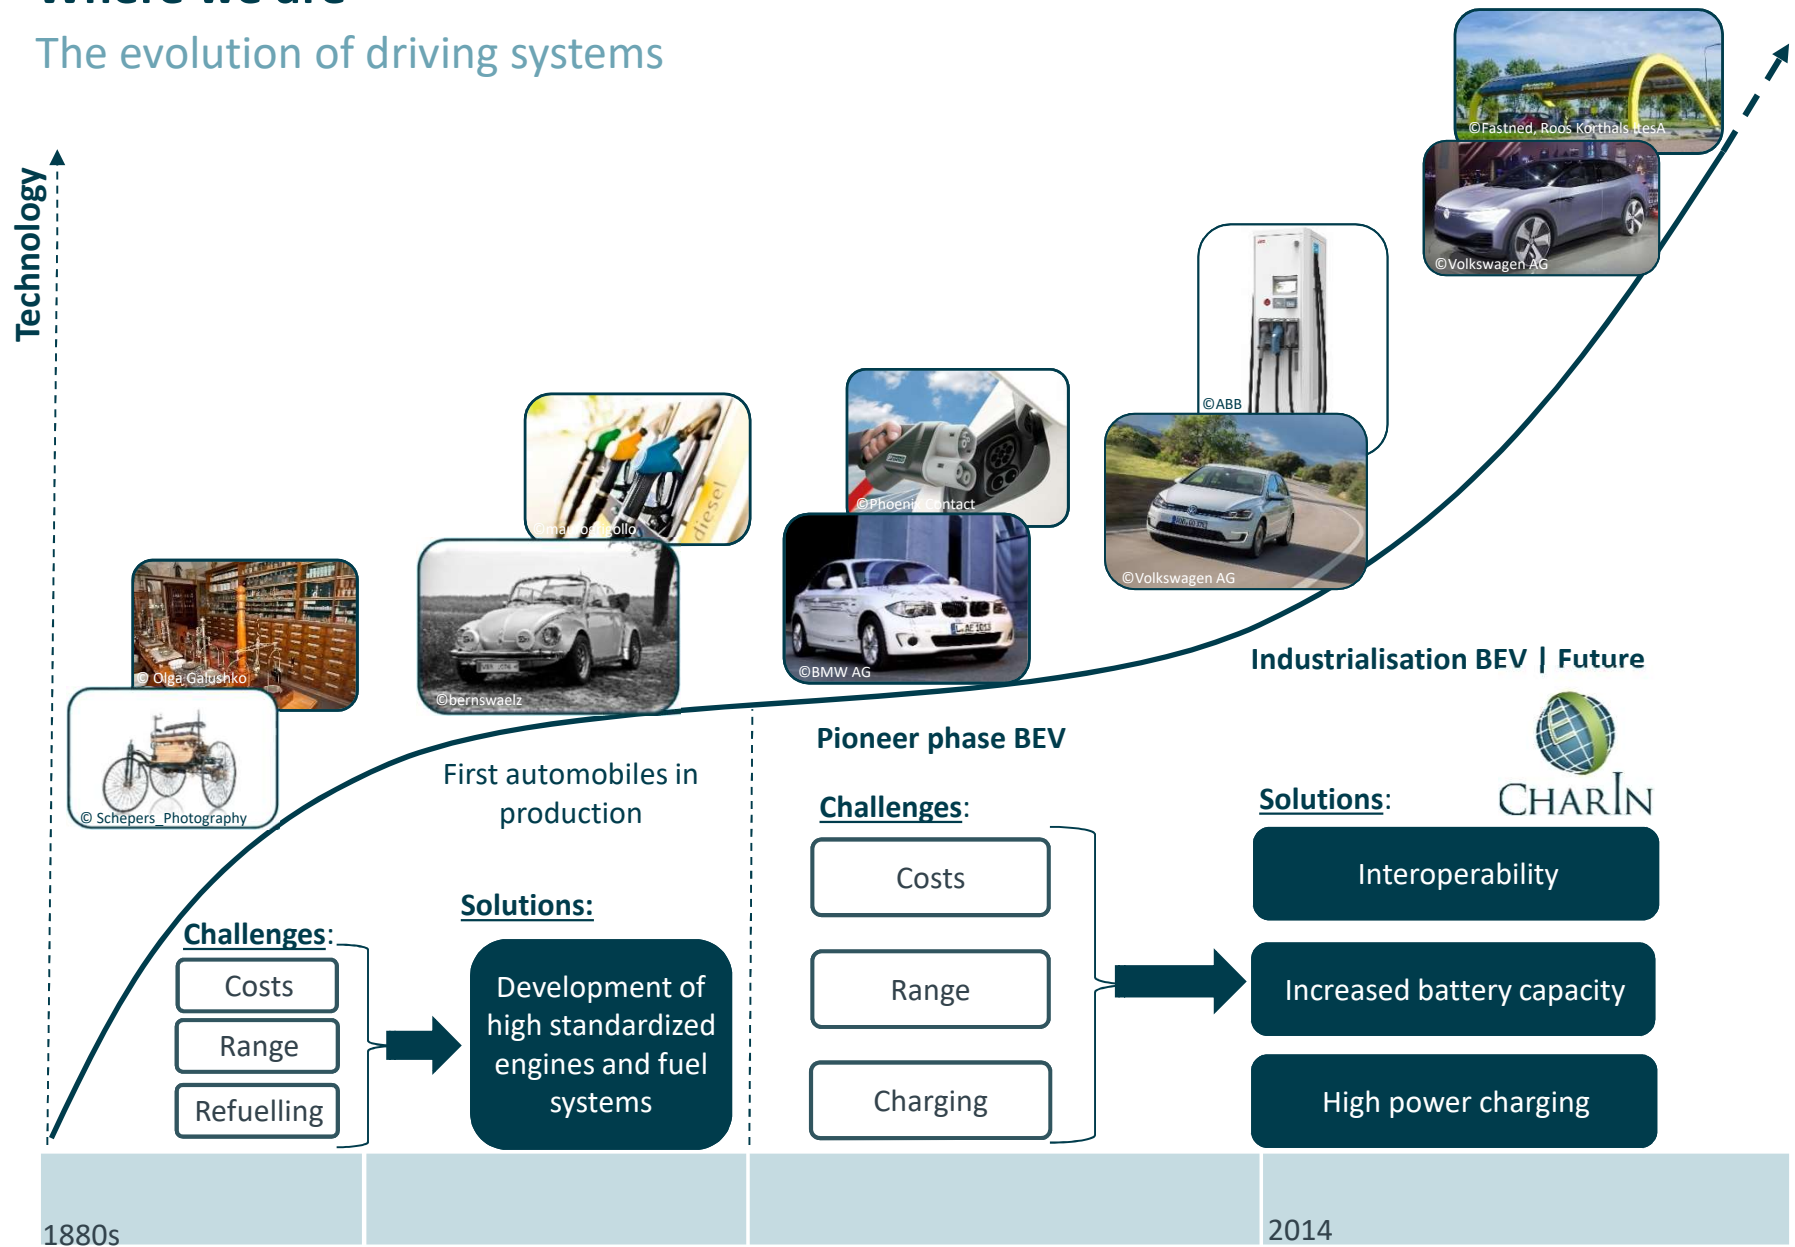 Where we are
The evolution of driving systems
Technology
©Fastned, Roos Korthals
©Volkswagen AG
©ABB
©Volkswagen AG
©Phoenix Contact
©BMW AG
diesel
©bernswaelz
© Olga Galushko
© Schepers_Photography
First automobiles in
production
Challenges:
Costs
Range
Refuelling
Solutions:
Development of
high standardized
engines and fuel
systems
Pioneer phase BEV
Challenges:
Costs
Range
Charging
Industrialisation BEV | Future
CHARIN
Solutions:
Interoperability
Increased battery capacity
High power charging
1880s
2014